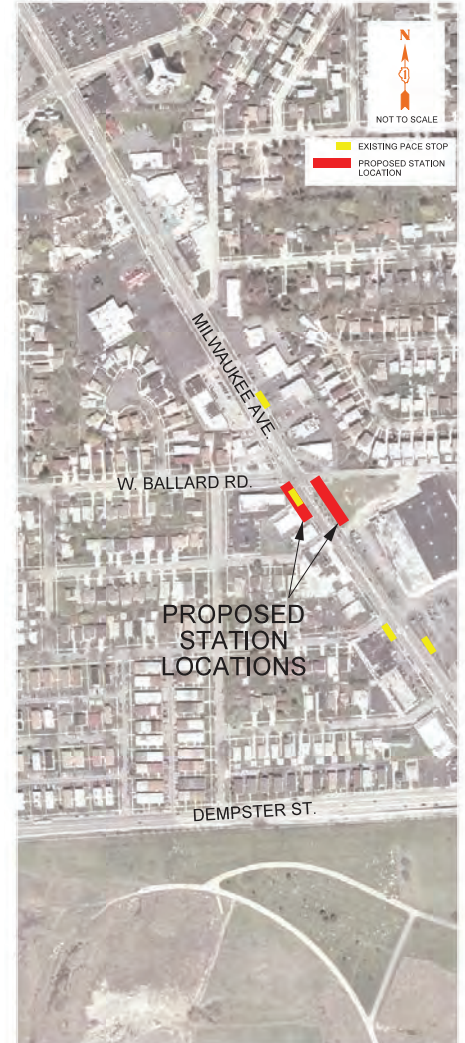 N
NOT TO SCALE
EXISTING PACE STOP
PROPOSED STATION
LOCATION
MILWAUKEE AVE.
W. BALLARD RD.
PROPOSED
STATION
LOCATIONS
DEMPSTER ST.